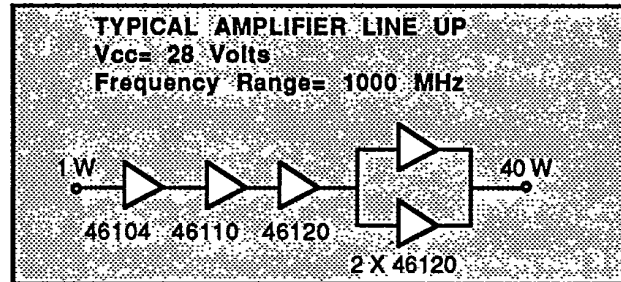 TYPICAL AMPLIFIER LINE UP
Vcc= 28 Volts
Frequency Range= 1000 MHz
1 W
40 W
46104
46110
46120
2 X 46120